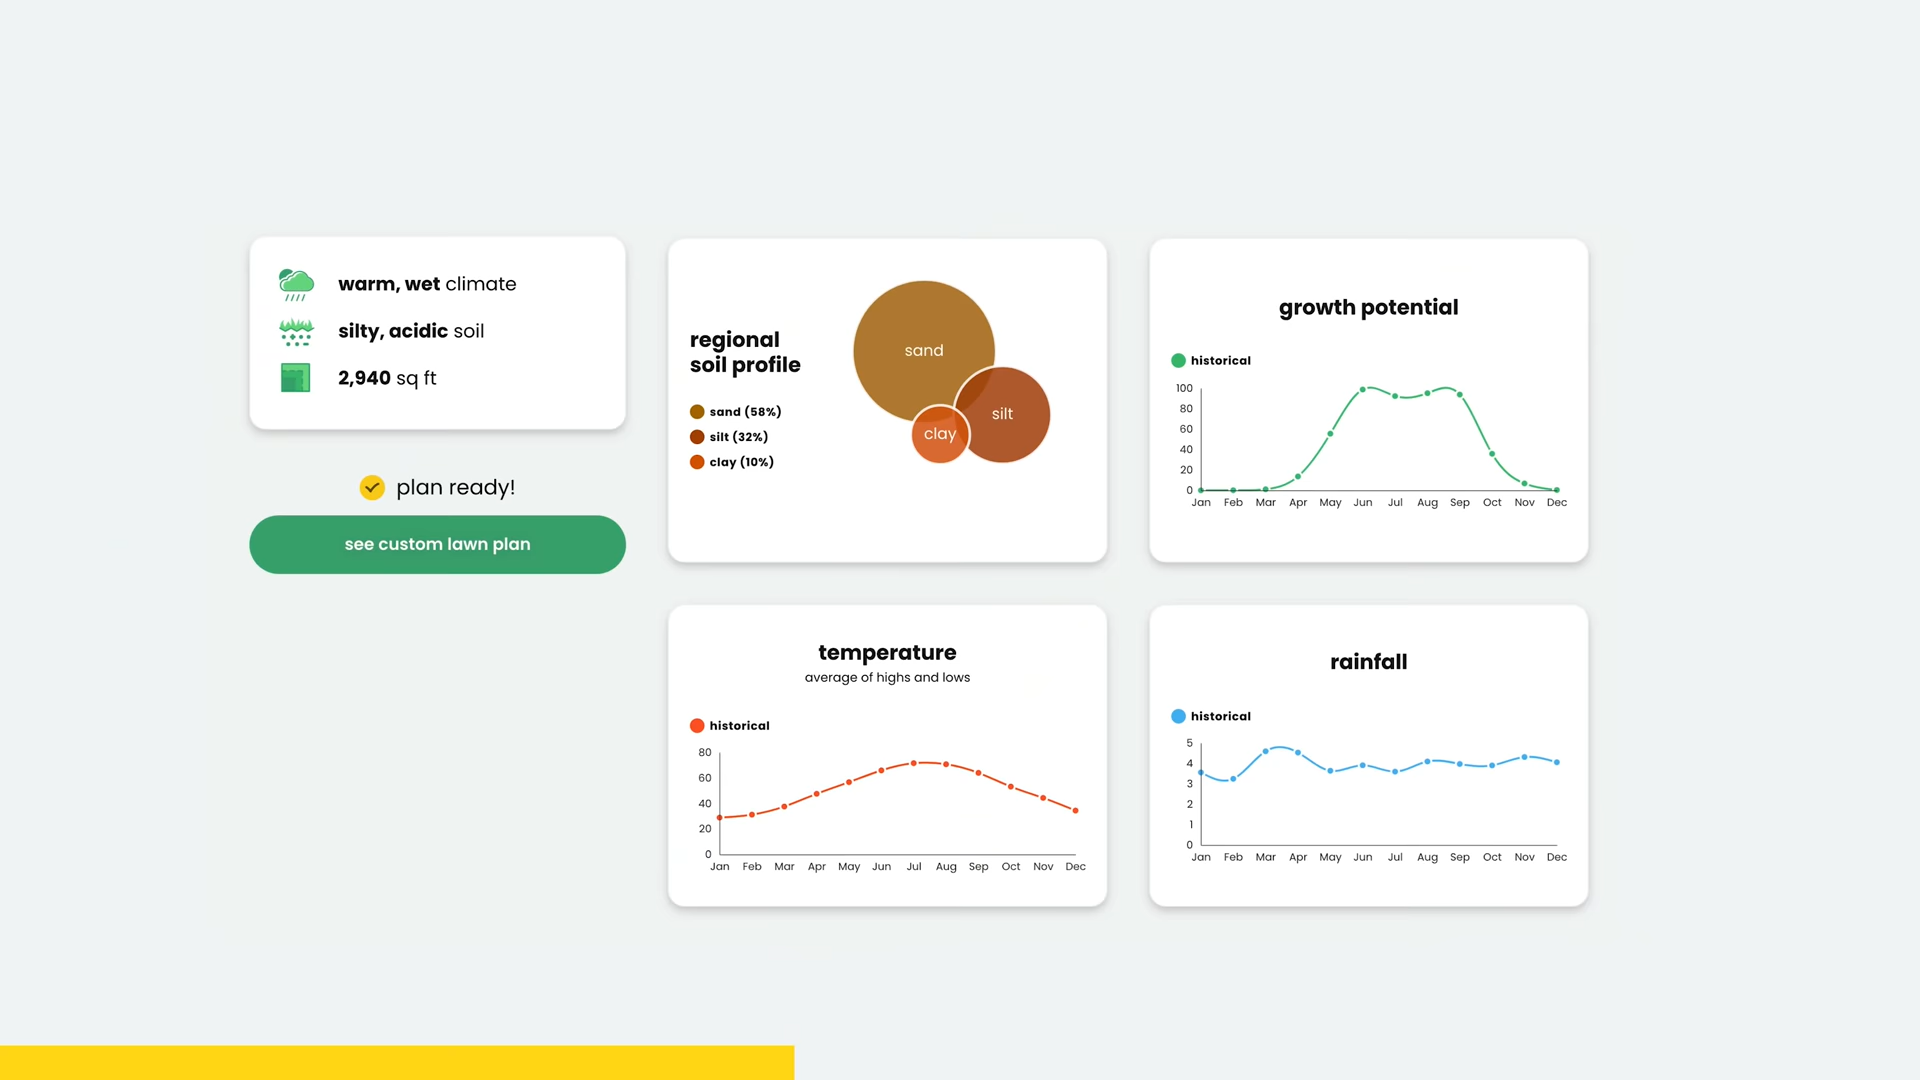 warm, wet climate
silty, acidic soil
2,940 sq ft
plan ready!
see custom lawn plan
regional
soil profile
sand (58%)
silt (32%)
clay (10%)
sand
silt
clay
growth potential
historical
100
80
60
40
20
0
Jan Feb Mar Apr May Jun Jul Aug Sep Oct Nov Dec
temperature
average of highs and lows
historical
80
60
40
20
0
Jan Feb Mar Apr May Jun Jul Aug Sep Oct Nov Dec
rainfall
historical
5
4
3
2
1
0
Jan Feb Mar Apr May Jun Jul Aug Sep Oct Nov Dec